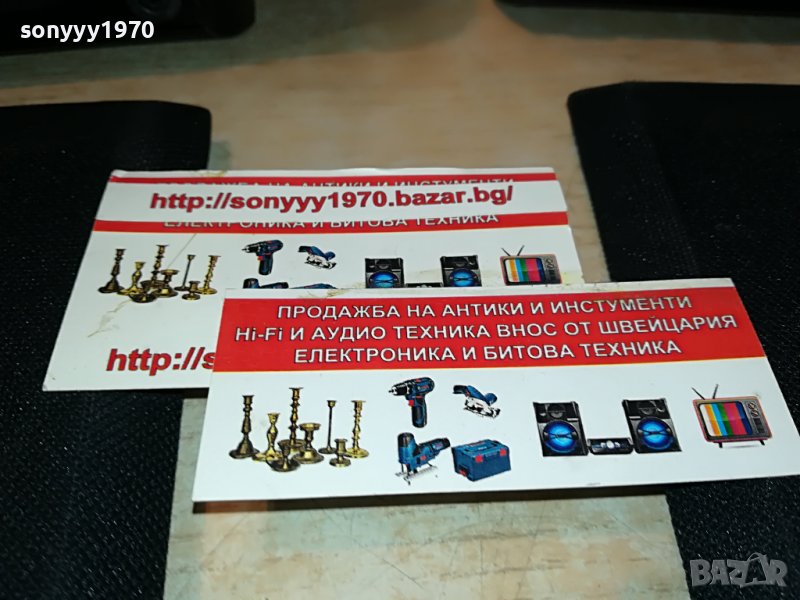 sonyyy1970
http://sonyyy1970.bazar.bg/
ЕЛЕКТРОНИКА И БИТОВА ТЕХНИКА
http://s
ПРОДАЖБА НА АНТИКИ И ИНСТУМЕНТИ
Hi-Fi И АУДИО ТЕХНИКА ВНОС ОТ ШВЕЙЦАРИЯ
ЕЛЕКТРОНИКА И БИТОВА ТЕХНИКА
BAZAR